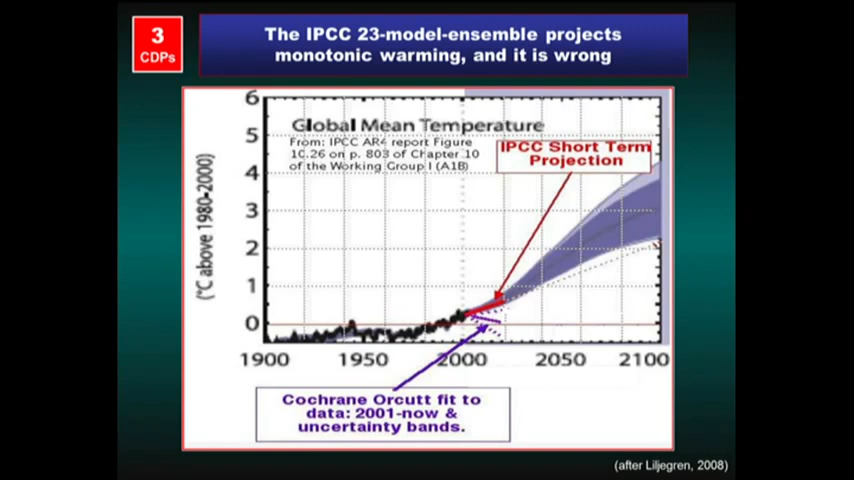 3
CDPs
The IPCC 23-model-ensemble projects
monotonic warming, and it is wrong
6
5
4
3
2
1
0
(°C above 1980-2000)
Global Mean Temperature
From: IPCC AR4 report Figure
10.26 on p. 803 of Chapter 10
of the Working Group I (A1B)
IPCC Short Term
Projection
1900
1950
2000
2050
2100
Cochrane Orcutt fit to
data: 2001-now &
uncertainty bands.
(after Liljegren, 2008)